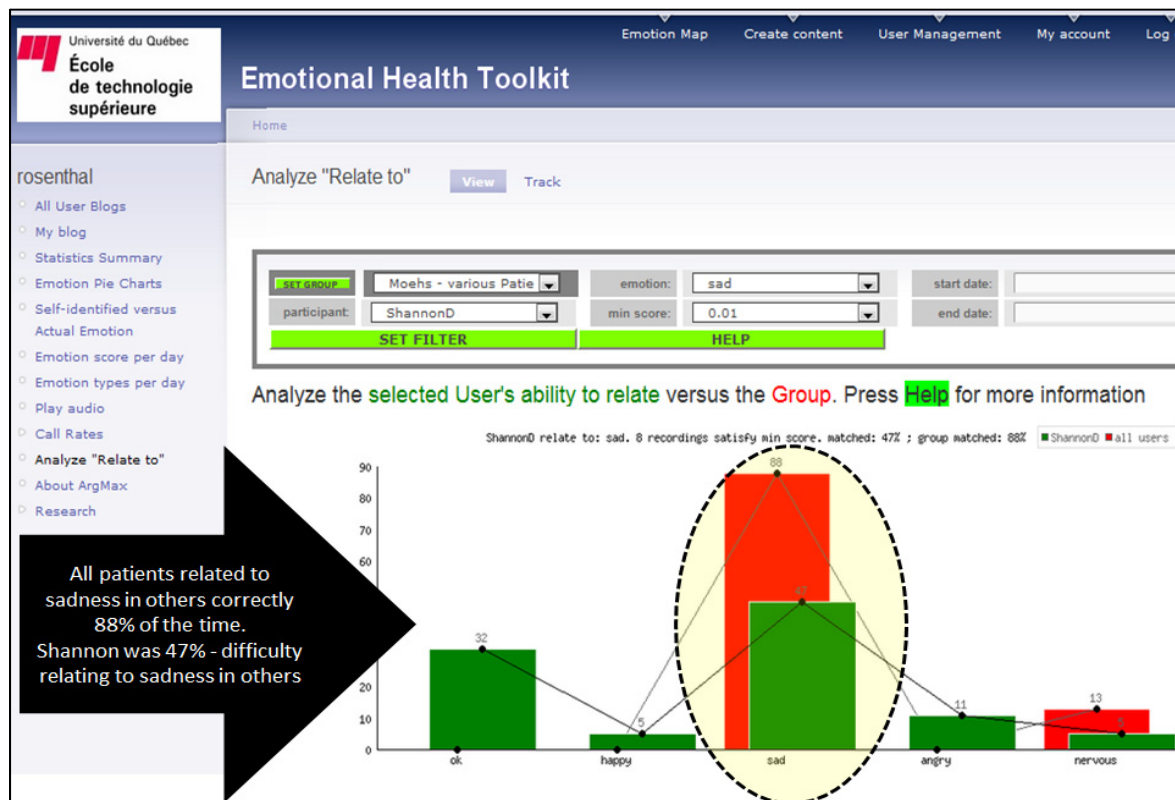 Université du Québec
École
de technologie
supérieure
Emotion Map Create content User Management My account Log
Emotional Health Toolkit
Home
rosenthal
All User Blogs
My blog
Statistics Summary
Emotion Pie Charts
Self-identified versus
Actual Emotion
Emotion score per day
Emotion types per day
Play audio
Call Rates
Analyze "Relate to"
About ArgMax
Research
Analyze "Relate to" View Track
SET GROUP Moehs - various Patie emotion: sad start date:
participant: ShannonD min score: 0.01 end date:
SET FILTER HELP
Analyze the selected User's ability to relate versus the Group. Press Help for more information
ShannonD relate to: sad. 8 recordings satisfy min score. matched: 47% ; group matched: 88% ShannonD all users
All patients related to
sadness in others correctly
88% of the time.
Shannon was 47% - difficulty
relating to sadness in others
90
80
70
60
20
10
0
32
5
88
47
11
13
5
ok happy sad angry nervous